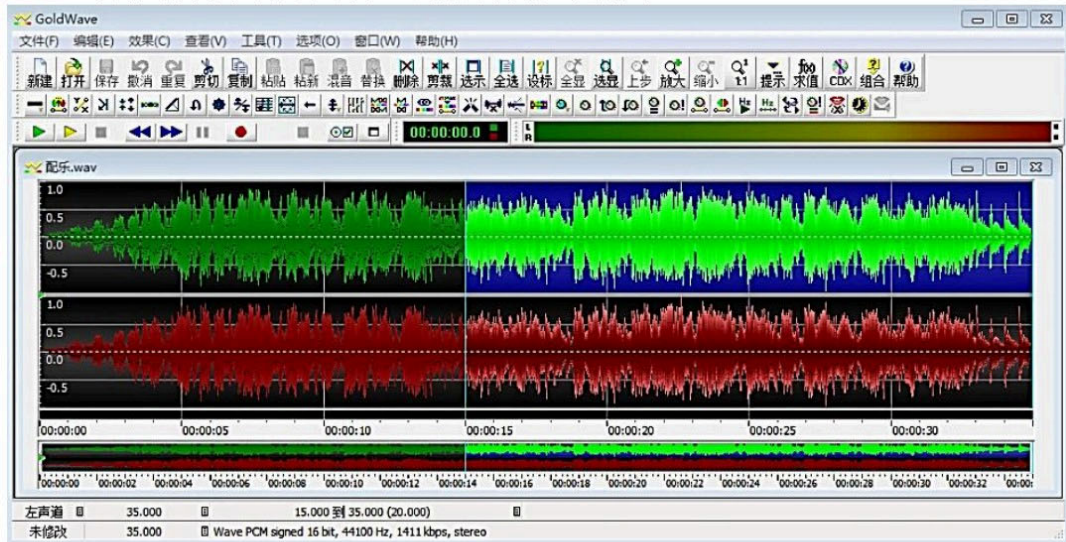 GoldWave
文件(F) 编辑(E) 效果(C) 查看(V) 工具(T) 选项(O) 窗口(W) 帮助(H)
新建 打开 保存 撤消 重复 剪切 复制 粘贴 粘新 混音 替换 删除 剪裁 选示 全选 设标 全显 选显 上步 放大 缩小 1:1 提示 求值 CDX 组合 帮助
00:00:00.0 L R
配乐.wav
1.0
0.5
0.0
-0.5
1.0
0.5
0.0
-0.5
00:00:00 00:00:05 00:00:10 00:00:15 00:00:20 00:00:25 00:00:30
00:00:00 00:00:02 00:00:04 00:00:06 00:00:08 00:00:10 00:00:12 00:00:14 00:00:16 00:00:18 00:00:20 00:00:22 00:00:24 00:00:26 00:00:28 00:00:30 00:00:32 00:00:
左声道 35.000 15.000 到 35.000 (20.000)
未修改 35.000 Wave PCM signed 16 bit, 44100 Hz, 1411 kbps, stereo